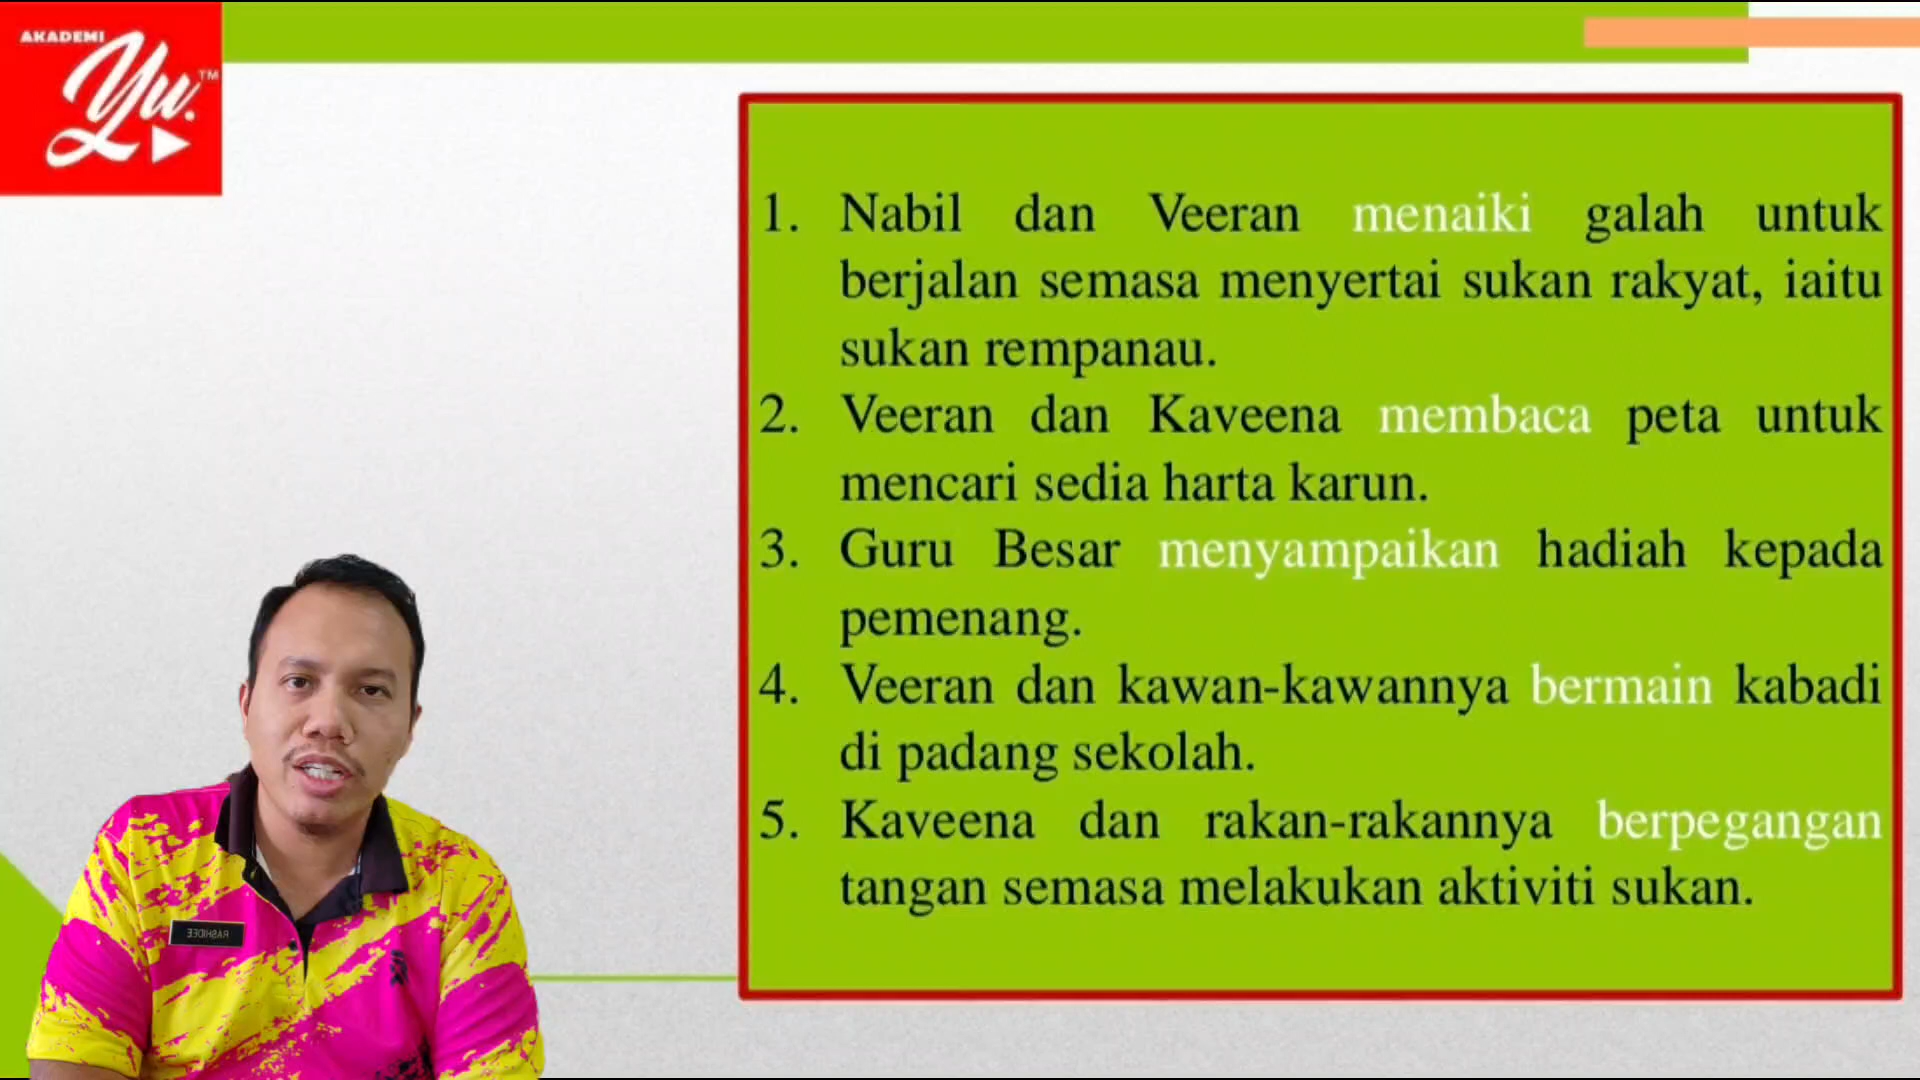 AKADEMI
Yu.™
1. Nabil dan Veeran menaiki galah untuk
berjalan semasa menyertai sukan rakyat, iaitu
sukan rempanau.
2. Veeran dan Kaveena membaca peta untuk
mencari sedia harta karun.
3. Guru Besar menyampaikan hadiah kepada
pemenang.
4. Veeran dan kawan-kawannya bermain kabadi
di padang sekolah.
5. Kaveena dan rakan-rakannya berpegangan
tangan semasa melakukan aktiviti sukan.
RASHIDEE